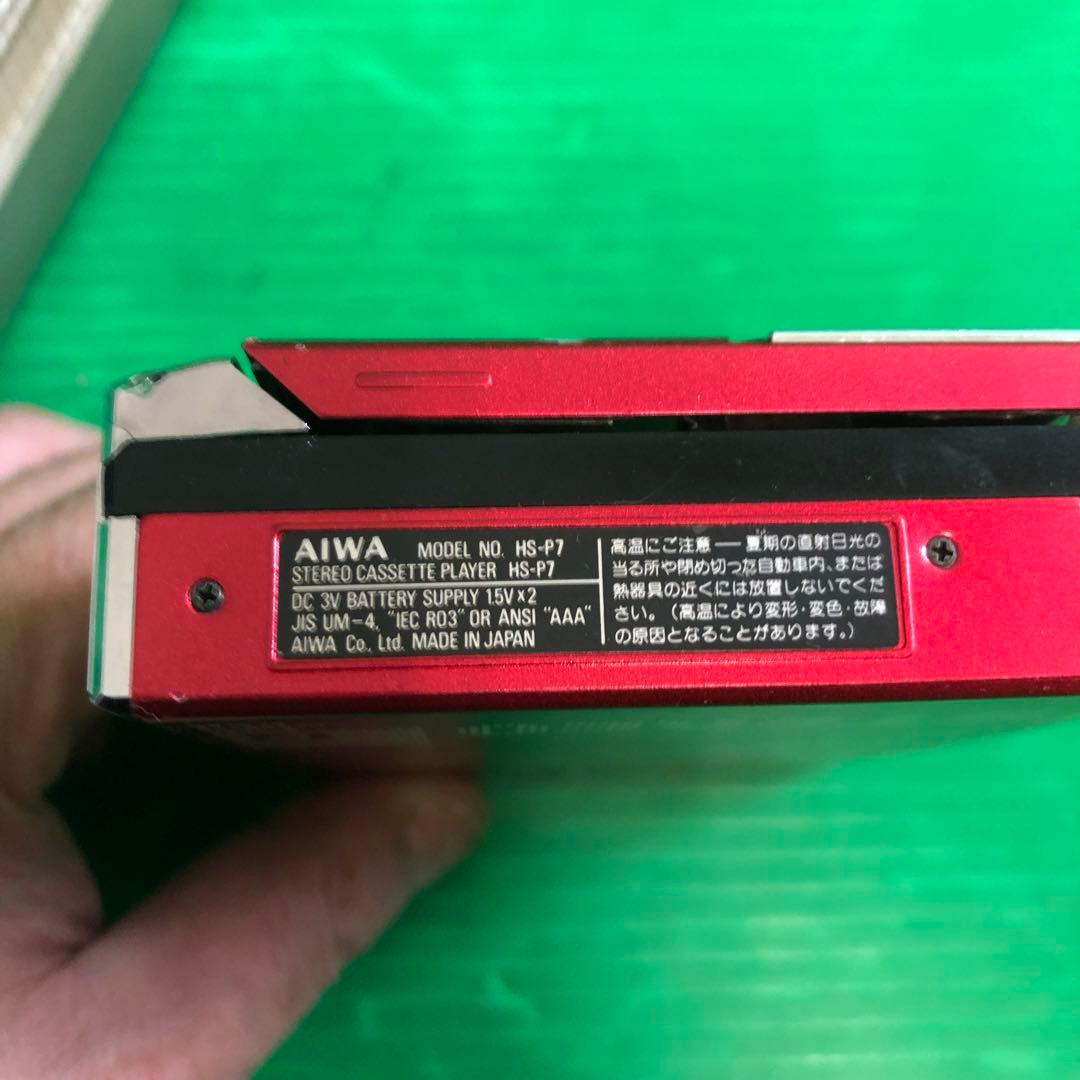 AIWA MODEL NO. HS-P7
STEREO CASSETTE PLAYER HS-P7
DC 3V BATTERY SUPPLY 1.5V×2
JIS UM-4, "IEC R03" OR ANSI "AAA"
AIWA Co., Ltd. MADE IN JAPAN
高温にご注意 — 夏期の直射日光の
当る所や閉め切った自動車内、または
熱器具の近くには放置しないでくだ
さい。(高温により変形・変色・故障
の原因となることがあります。)